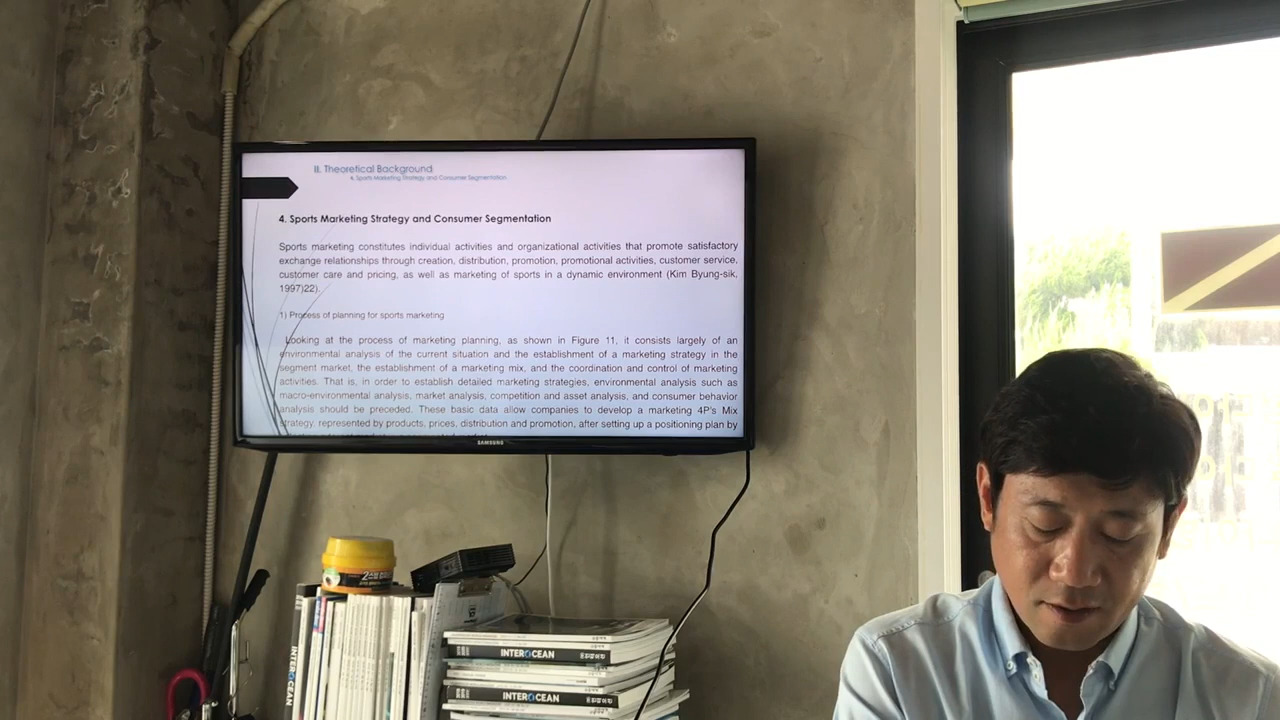 II. Theoretical Background
4. Sports Marketing Strategy and Consumer Segmentation
4. Sports Marketing Strategy and Consumer Segmentation
Sports marketing constitutes individual activities and organizational activities that promote satisfactory
exchange relationships through creation, distribution, promotion, promotional activities, customer service,
customer care and pricing, as well as marketing of sports in a dynamic environment (Kim Byung-sik,
1997)22).
1) Process of planning for sports marketing
Looking at the process of marketing planning, as shown in Figure 11, it consists largely of an
environmental analysis of the current situation and the establishment of a marketing strategy in the
segment market, the establishment of a marketing mix, and the coordination and control of marketing
activities. That is, in order to establish detailed marketing strategies, environmental analysis such as
macro-environmental analysis, market analysis, competition and asset analysis, and consumer behavior
analysis should be preceded. These basic data allow companies to develop a marketing 4P's Mix
strategy, represented by products, prices, distribution and promotion, after setting up a positioning plan by
SAMSUNG
INTEROCEAN
INTEROCEAN
INTEROCEAN